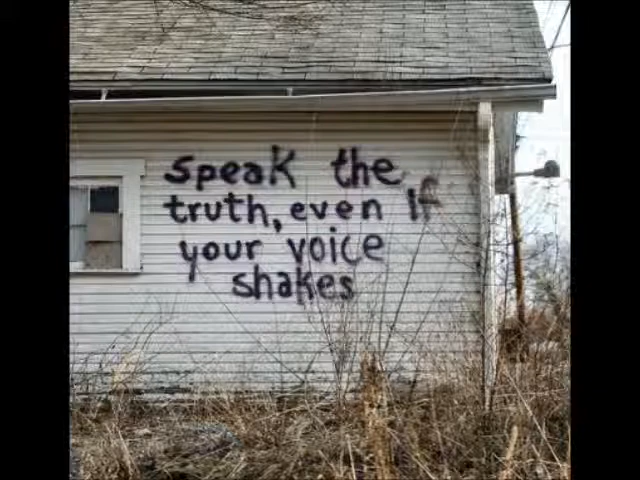 speak the
truth, even If
your voice
shakes